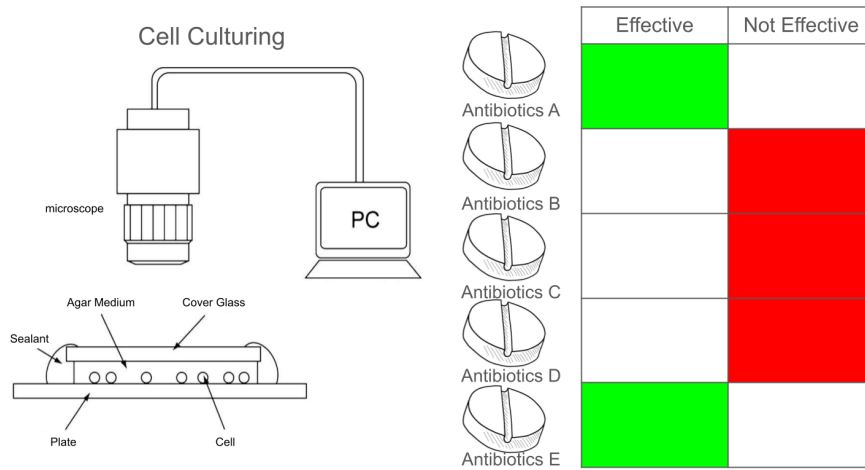 Cell Culturing
microscope
PC
Agar Medium
Cover Glass
Sealant
Plate
Cell
Effective
Not Effective
Antibiotics A
Antibiotics B
Antibiotics C
Antibiotics D
Antibiotics E